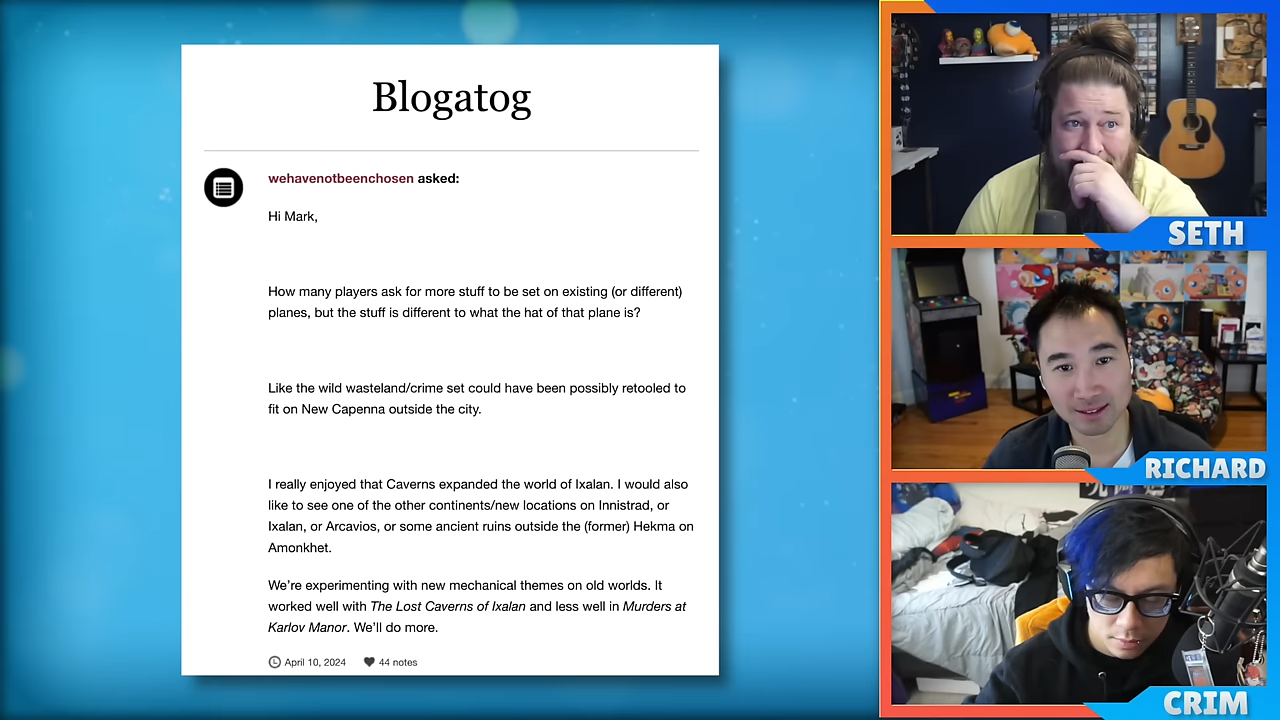 Blogatog
wehavenotbeenchosen asked:
Hi Mark,
How many players ask for more stuff to be set on existing (or different)
planes, but the stuff is different to what the hat of that plane is?
Like the wild wasteland/crime set could have been possibly retooled to
fit on New Capenna outside the city.
I really enjoyed that Caverns expanded the world of Ixalan. I would also
like to see one of the other continents/new locations on Innistrad, or
Ixalan, or Arcavios, or some ancient ruins outside the (former) Hekma on
Amonkhet.
We’re experimenting with new mechanical themes on old worlds. It
worked well with The Lost Caverns of Ixalan and less well in Murders at
Karlov Manor. We’ll do more.
April 10, 2024 44 notes
SETH
RICHARD
CRIM